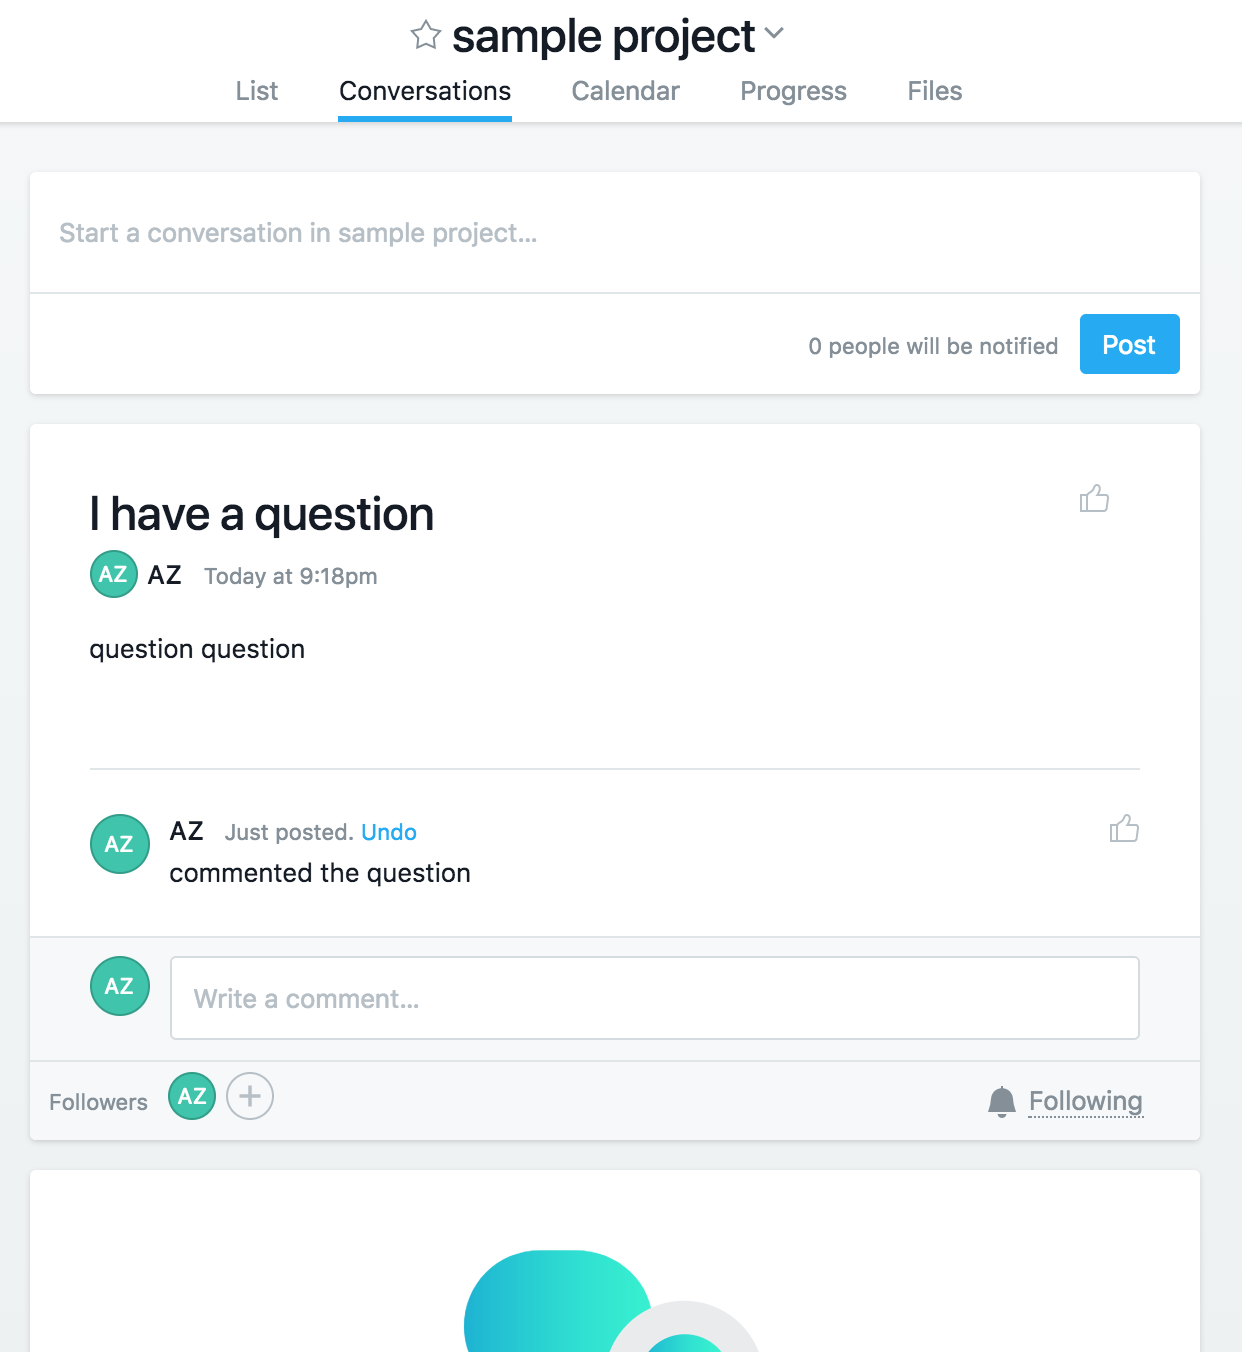 sample project
List Conversations Calendar Progress Files
Start a conversation in sample project...
0 people will be notified Post
I have a question
AZ AZ Today at 9:18pm
question question
AZ AZ Just posted. Undo
commented the question
AZ Write a comment...
Followers AZ Following